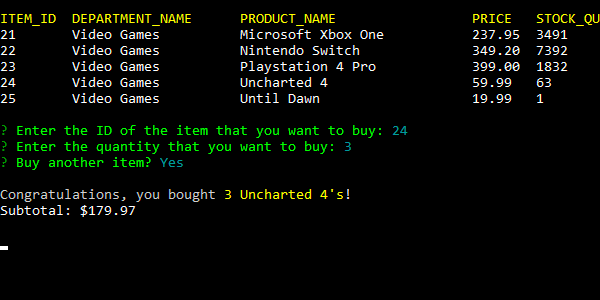 ITEM_ID DEPARTMENT_NAME PRODUCT_NAME PRICE STOCK_QU
21 Video Games Microsoft Xbox One 237.95 3491
22 Video Games Nintendo Switch 349.20 7392
23 Video Games Playstation 4 Pro 399.00 1832
24 Video Games Uncharted 4 59.99 63
25 Video Games Until Dawn 19.99 1
? Enter the ID of the item that you want to buy: 24
? Enter the quantity that you want to buy: 3
? Buy another item? Yes
Congratulations, you bought 3 Uncharted 4's!
Subtotal: $179.97